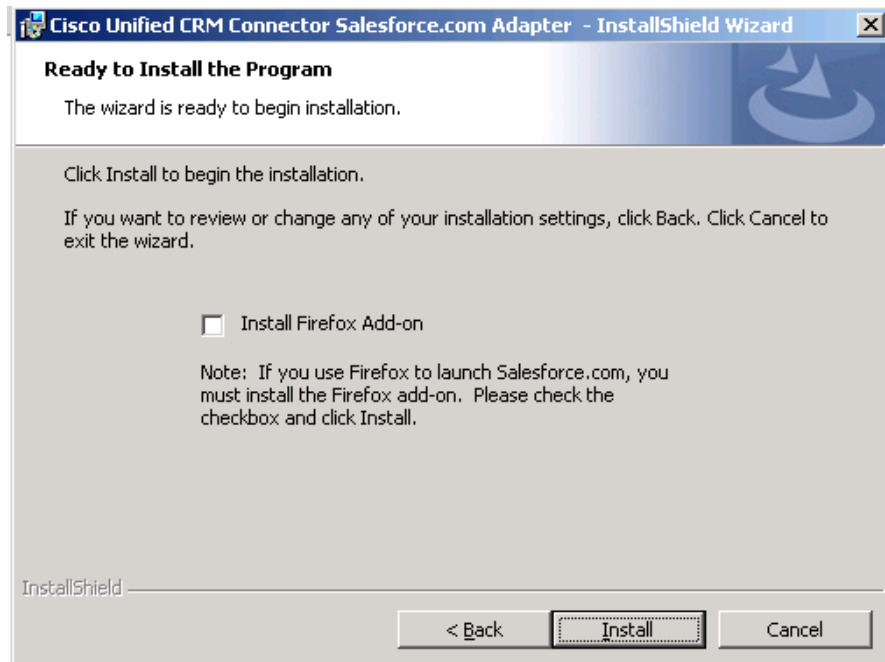 Cisco Unified CRM Connector Salesforce.com Adapter - InstallShield Wizard
Ready to Install the Program
The wizard is ready to begin installation.
Click Install to begin the installation.
If you want to review or change any of your installation settings, click Back. Click Cancel to
exit the wizard.
Install Firefox Add-on
Note: If you use Firefox to launch Salesforce.com, you
must install the Firefox add-on. Please check the
checkbox and click Install.
InstallShield
< Back
Install
Cancel